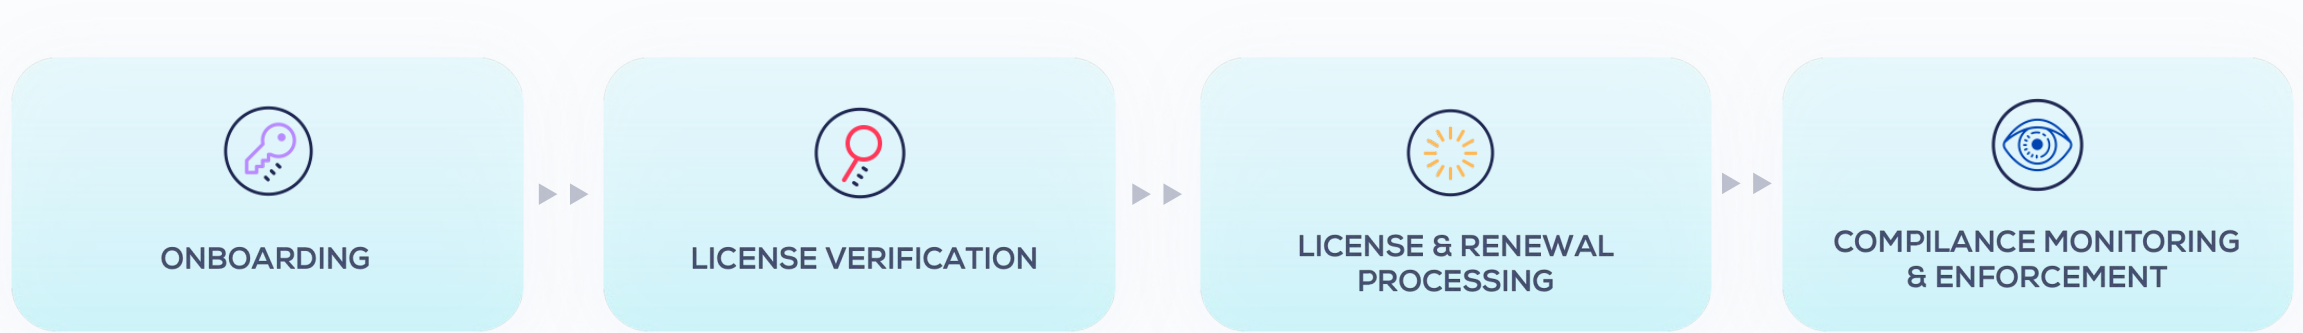 ONBOARDING
LICENSE VERIFICATION
LICENSE & RENEWAL
PROCESSING
COMPILANCE MONITORING
& ENFORCEMENT